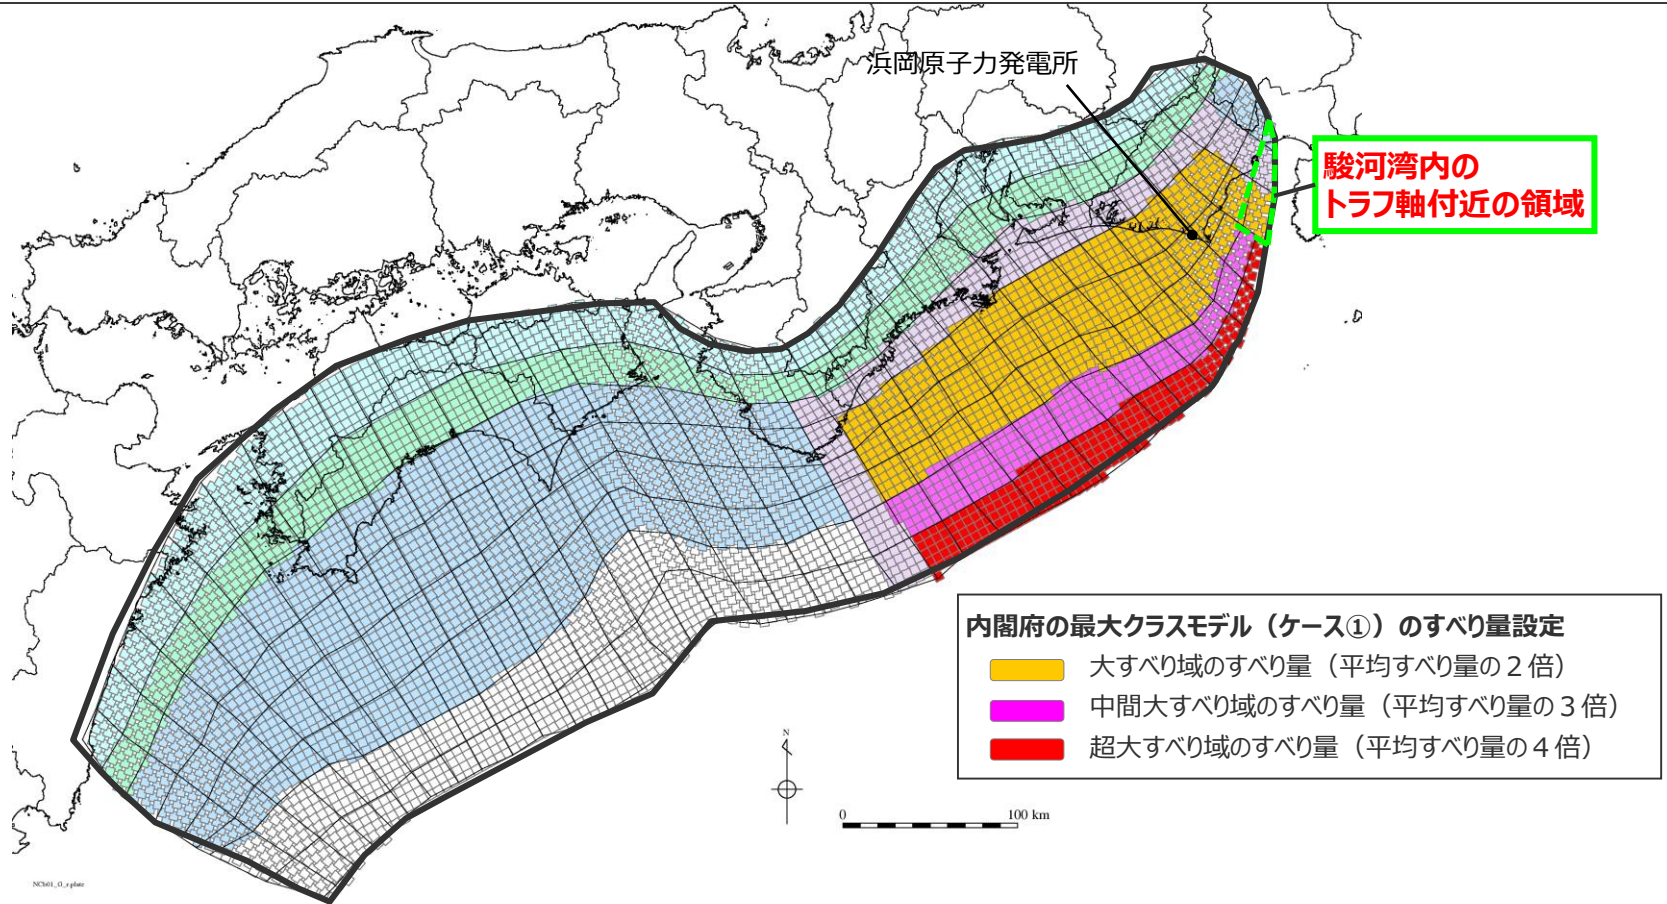 浜岡原子力発電所
駿河湾内の
トラフ軸付近の領域
内閣府の最大クラスモデル（ケース①）のすべり量設定
大すべり域のすべり量（平均すべり量の２倍）
中間大すべり域のすべり量（平均すべり量の３倍）
超大すべり域のすべり量（平均すべり量の４倍）
N
0
100 km